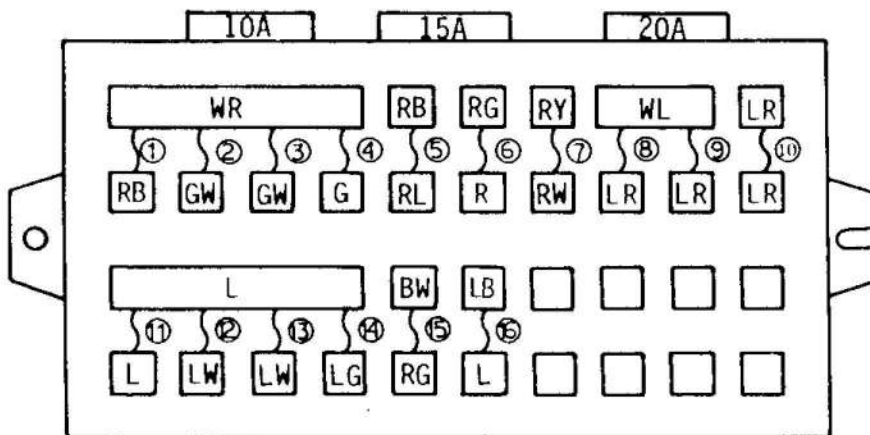 10A 15A 20A
WR RB RG RY WL LR
① ② ③ ④ ⑤ ⑥ ⑦ ⑧ ⑨ ⑩
RB GW GW G RL R RW LR LR LR
L BW LB
⑪ ⑫ ⑬ ⑭ ⑮ ⑯
L LW LW LG RG L